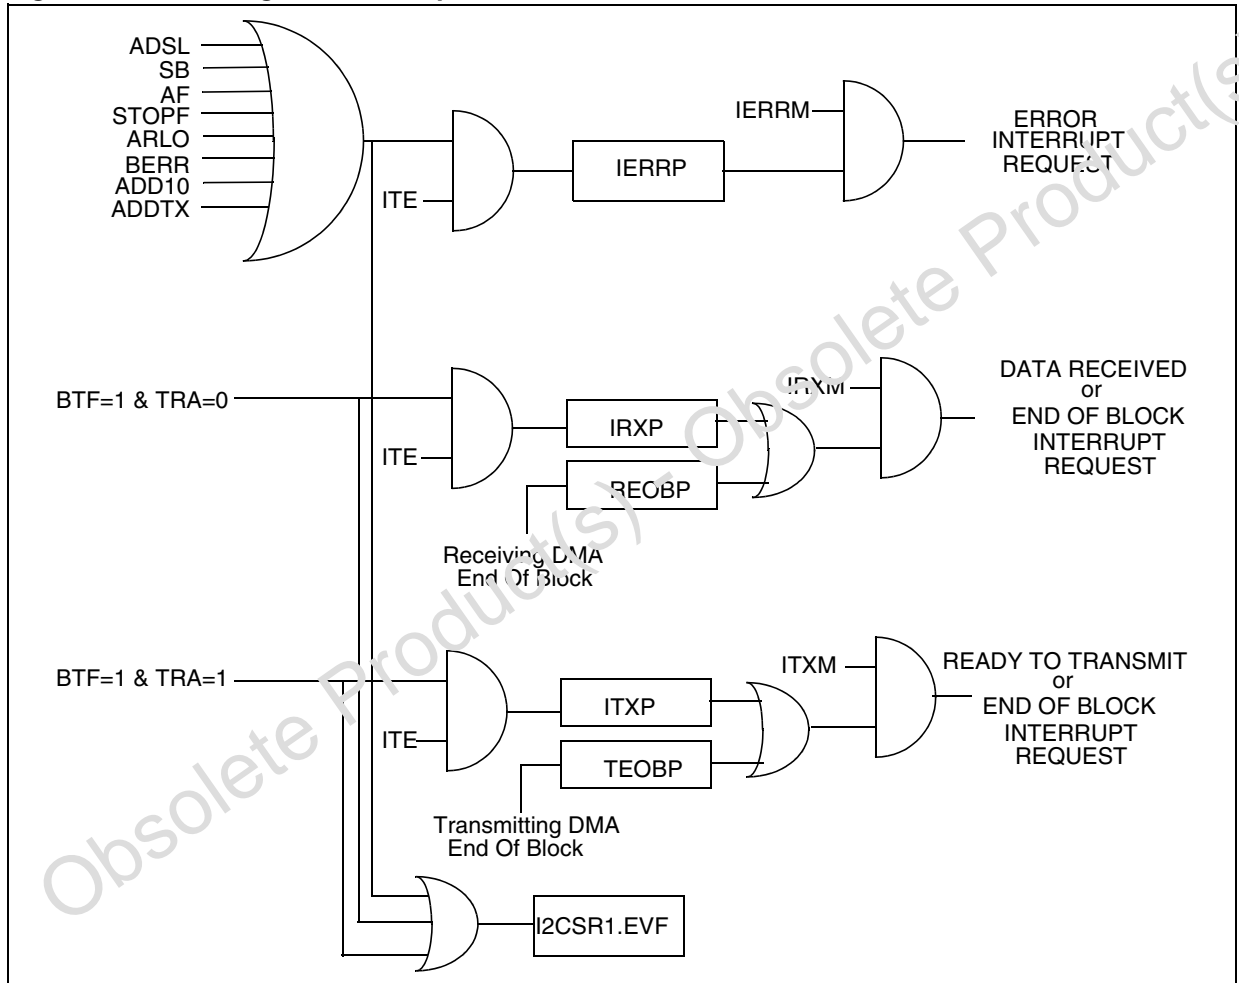 ADSL
SB
AF
STOPF
ARLO
BERR
ADD10
ADDTX
ITE
IERRP
IERRM
ERROR
INTERRUPT
REQUEST
BTF=1 & TRA=0
ITE
IRXP
REOBP
Receiving DMA
End Of Block
IRXM
DATA RECEIVED
or
END OF BLOCK
INTERRUPT
REQUEST
BTF=1 & TRA=1
ITE
ITXP
TEOBP
Transmitting DMA
End Of Block
ITXM
READY TO TRANSMIT
or
END OF BLOCK
INTERRUPT
REQUEST
I2CSR1.EVF
Obsolete Product(s) - Obsolete Product(s